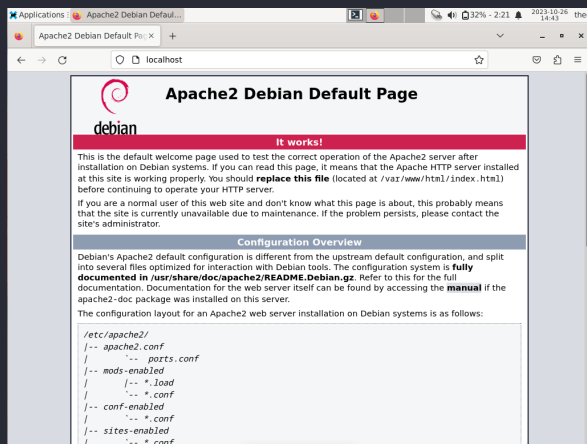 Applications
Apache2 Debian Defaul...
32% - 2:21
2023-10-26
14:43
the
Apache2 Debian Default Pag
localhost
debian
Apache2 Debian Default Page
It works!
This is the default welcome page used to test the correct operation of the Apache2 server after
installation on Debian systems. If you can read this page, it means that the Apache HTTP server installed
at this site is working properly. You should replace this file (located at /var/www/html/index.html)
before continuing to operate your HTTP server.
If you are a normal user of this web site and don't know what this page is about, this probably means
that the site is currently unavailable due to maintenance. If the problem persists, please contact the
site's administrator.
Configuration Overview
Debian's Apache2 default configuration is different from the upstream default configuration, and split
into several files optimized for interaction with Debian tools. The configuration system is fully
documented in /usr/share/doc/apache2/README.Debian.gz. Refer to this for the full
documentation. Documentation for the web server itself can be found by accessing the manual if the
apache2-doc package was installed on this server.
The configuration layout for an Apache2 web server installation on Debian systems is as follows:
/etc/apache2/
|-- apache2.conf
|       `--  ports.conf
|-- mods-enabled
|       |-- *.load
|       `-- *.conf
|-- conf-enabled
|       `-- *.conf
|-- sites-enabled
|       `-- *.conf